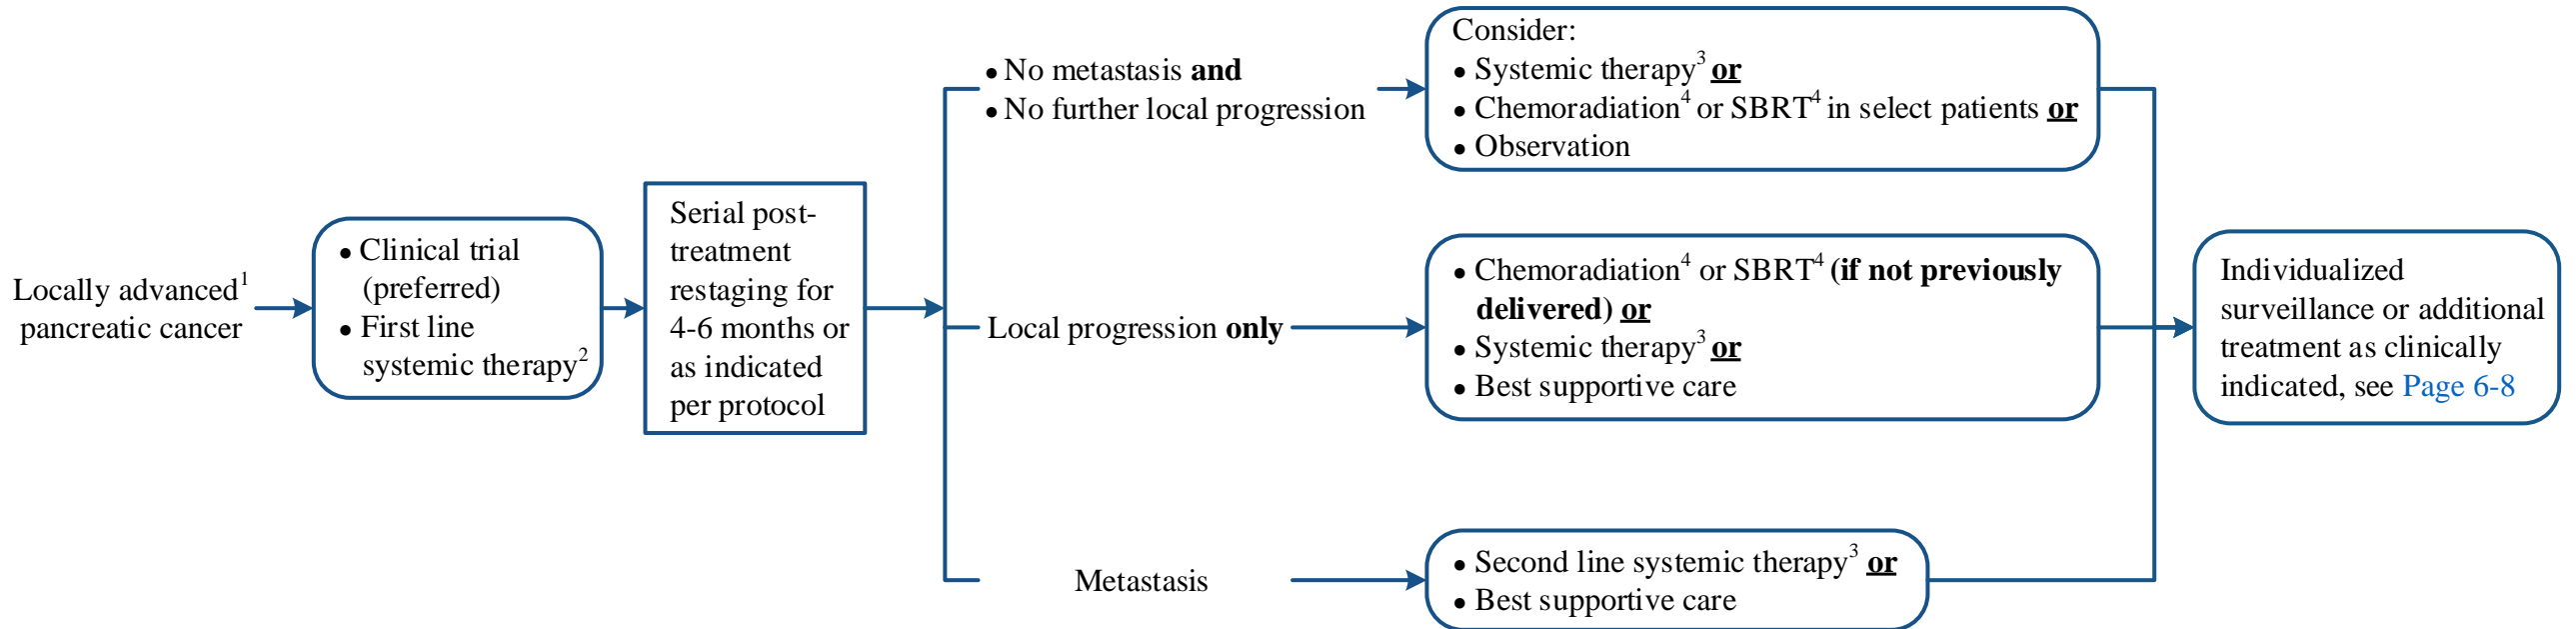 Locally advanced1
pancreatic cancer
• Clinical trial
(preferred)
• First line
systemic therapy2
Serial post-
treatment
restaging for
4-6 months or
as indicated
per protocol
• No metastasis and
• No further local progression
Consider:
• Systemic therapy3 or
• Chemoradiation4 or SBRT4 in select patients or
• Observation
Local progression only
• Chemoradiation4 or SBRT4 (if not previously
delivered) or
• Systemic therapy3 or
• Best supportive care
Metastasis
• Second line systemic therapy3 or
• Best supportive care
Individualized
surveillance or additional
treatment as clinically
indicated, see Page 6-8